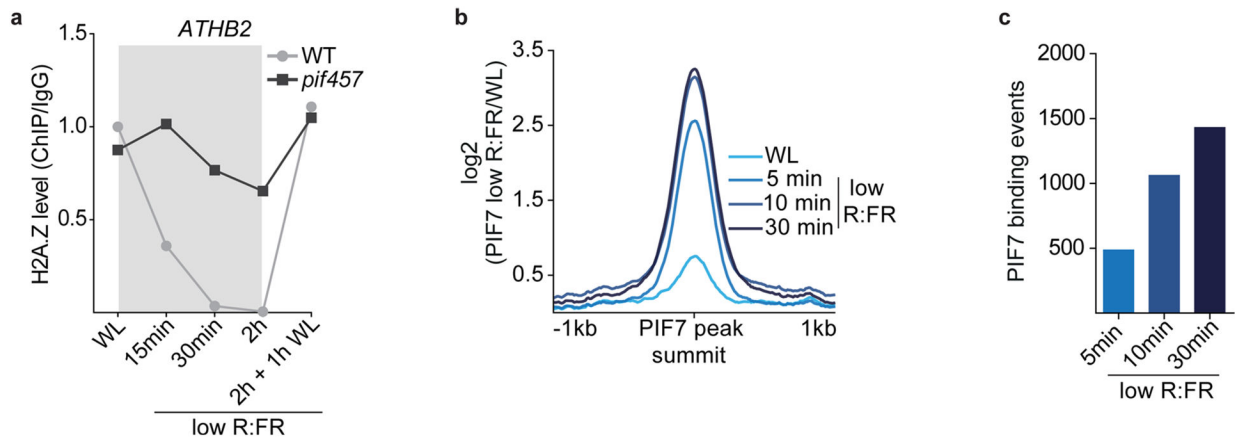 a
ATHB2
1.5
1.0
0.5
H2A.Z level (ChIP/IgG)
WT
pif457
WL
15min
30min
2h
2h + 1h WL
low R:FR
b
3.5
2.5
1.5
0.5
log2
(PIF7 low R:FR/WL)
WL
5 min
10 min
30 min
low
R:FR
-1kb
PIF7 peak
summit
1kb
c
2000
1500
1000
500
PIF7 binding events
5min
10min
30min
low R:FR